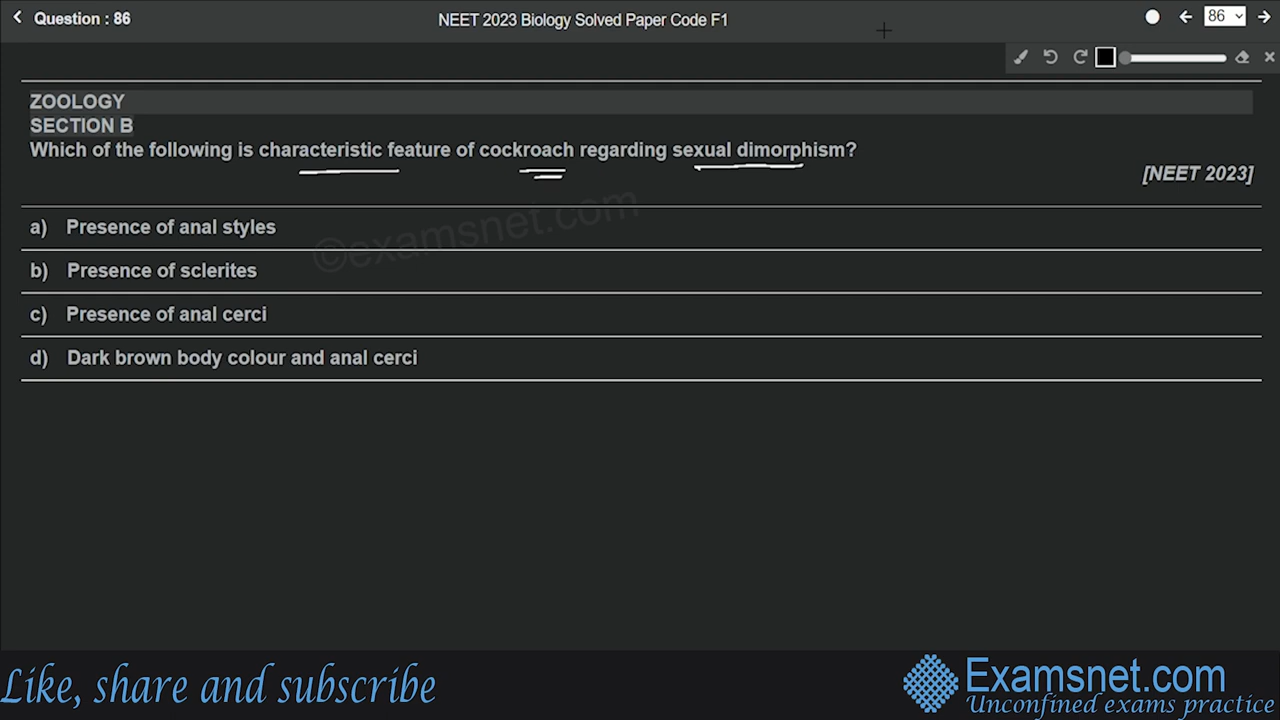 Question : 86
NEET 2023 Biology Solved Paper Code F1
86
ZOOLOGY
SECTION B
Which of the following is characteristic feature of cockroach regarding sexual dimorphism?
[NEET 2023]
©examsnet.com
a) Presence of anal styles
b) Presence of sclerites
c) Presence of anal cerci
d) Dark brown body colour and anal cerci
Like, share and subscribe
Examsnet.com
Unconfined exams practice